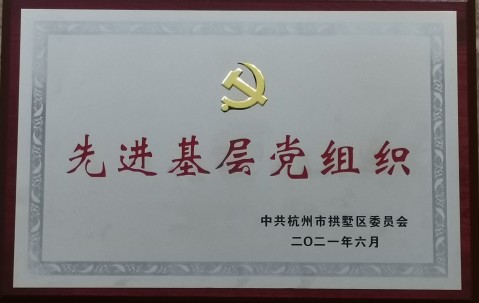 先进基层党组织
中共杭州市拱墅区委员会
二〇二一年六月